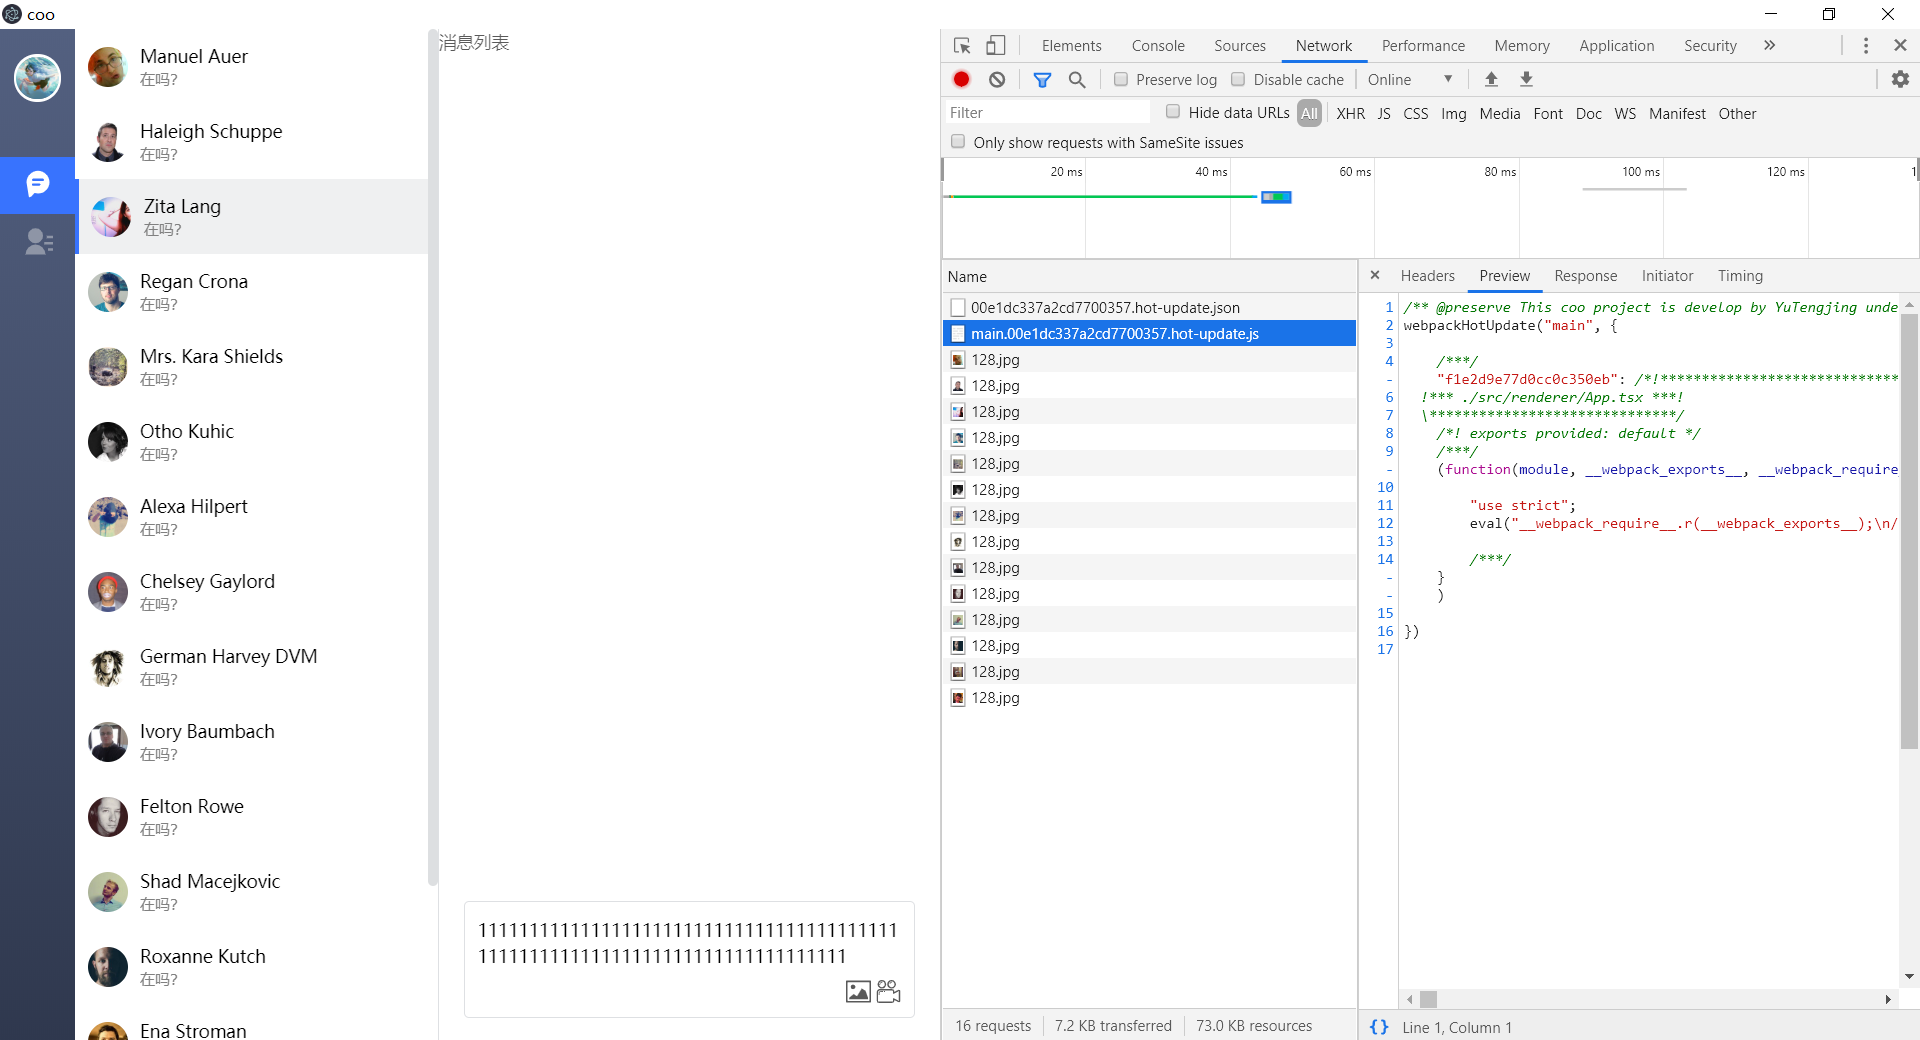 coo
Manuel Auer
在吗?
Haleigh Schuppe
在吗?
Zita Lang
在吗?
Regan Crona
在吗?
Mrs. Kara Shields
在吗?
Otho Kuhic
在吗?
Alexa Hilpert
在吗?
Chelsey Gaylord
在吗?
German Harvey DVM
在吗?
Ivory Baumbach
在吗?
Felton Rowe
在吗?
Shad Macejkovic
在吗?
Roxanne Kutch
在吗?
Ena Stroman
消息列表
11111111111111111111111111111111111111111
111111111111111111111111111111111111
Elements Console Sources Network Performance Memory Application Security
Preserve log Disable cache Online
Filter Hide data URLs All XHR JS CSS Img Media Font Doc WS Manifest Other
Only show requests with SameSite issues
20 ms 40 ms 60 ms 80 ms 100 ms 120 ms 1
Name
00e1dc337a2cd7700357.hot-update.json
main.00e1dc337a2cd7700357.hot-update.js
128.jpg
128.jpg
128.jpg
128.jpg
128.jpg
128.jpg
128.jpg
128.jpg
128.jpg
128.jpg
128.jpg
128.jpg
128.jpg
128.jpg
16 requests 7.2 KB transferred 73.0 KB resources
Headers Preview Response Initiator Timing
1 /** @preserve This coo project is develop by YuTengjing unde
2 webpackHotUpdate("main", {
3
4 /***/
- "f1e2d9e77d0cc0c350eb": /*!*****************************
6 !*** ./src/renderer/App.tsx ***!
7 \******************************/
8 /*! exports provided: default */
9 /***/
- (function(module, __webpack_exports__, __webpack_require
10
11 "use strict";
12 eval("__webpack_require__.r(__webpack_exports__);\n/
13
14 /***/
- }
- )
15
16 })
17
{} Line 1, Column 1